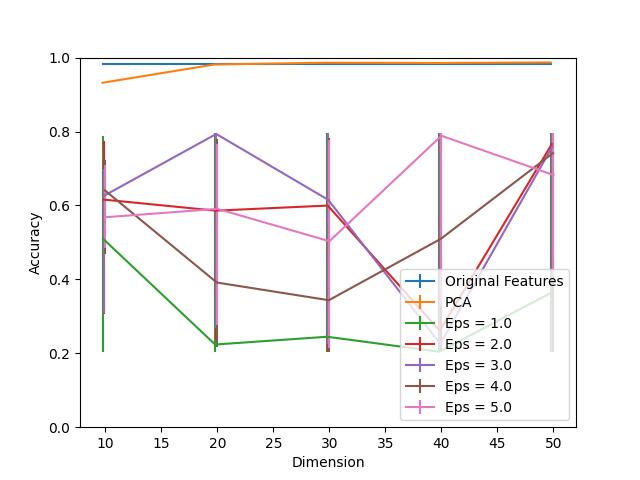 1.0
0.8
0.6
0.4
0.2
0.0
Accuracy
10 15 20 25 30 35 40 45 50
Dimension
Original Features
PCA
Eps = 1.0
Eps = 2.0
Eps = 3.0
Eps = 4.0
Eps = 5.0